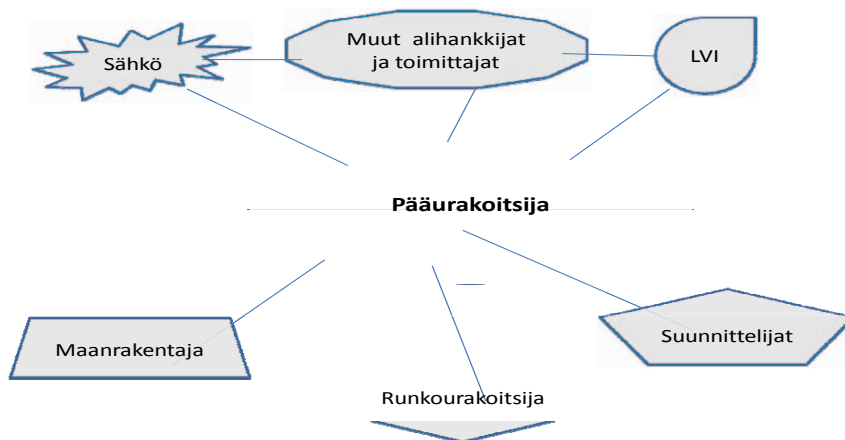 Sähkö
Muut alihankkijat
ja toimittajat
LVI
Pääurakoitsija
Maanrakentaja
Suunnittelijat
Runkourakoitsija